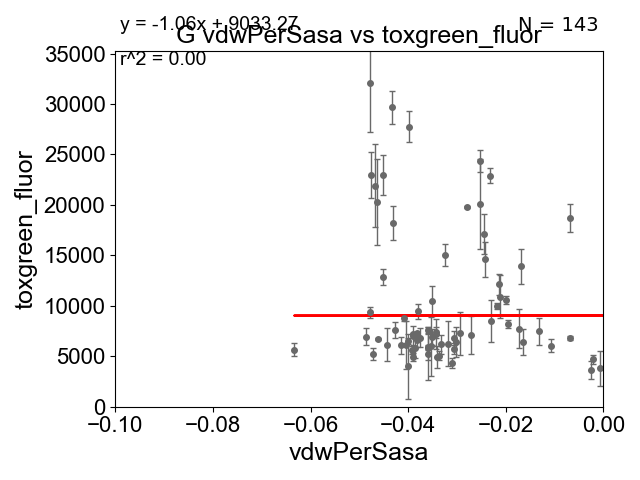 y = -1.06x + 9033.27
N = 143
G vdwPerSasa vs toxgreen_fluor
r^2 = 0.00
35000
30000
25000
20000
15000
10000
5000
0
toxgreen_fluor
−0.10 −0.08 −0.06 −0.04 −0.02 0.00
vdwPerSasa